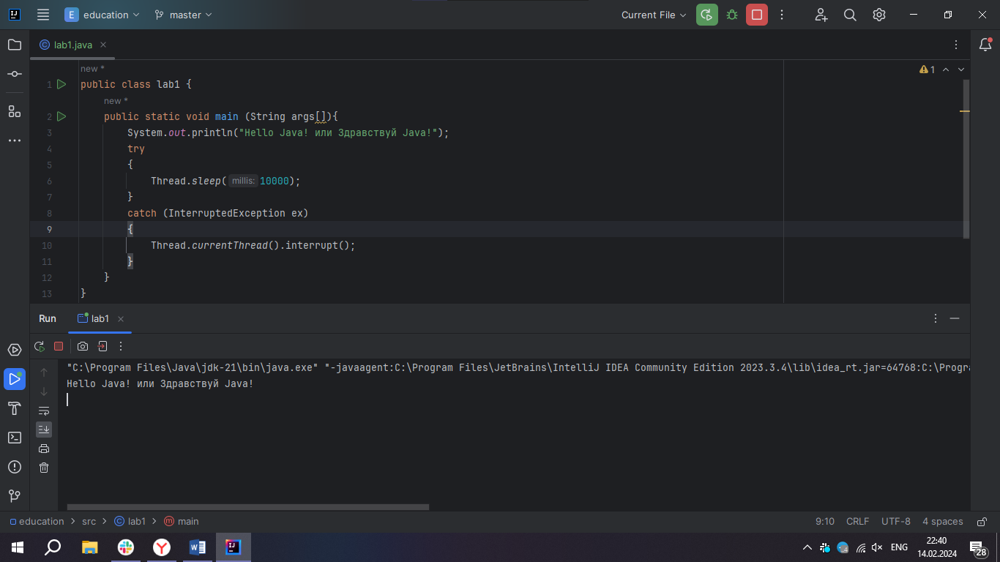 E education master Current File
lab1.java
new *
1 public class lab1 {
new *
2 public static void main (String args[]){
3 System.out.println("Hello Java! или Здравствуй Java!");
4 try
5 {
6 Thread.sleep( millis: 10000);
7 }
8 catch (InterruptedException ex)
9 {
10 Thread.currentThread().interrupt();
11 }
12 }
13 }
1
Run lab1
"C:\Program Files\Java\jdk-21\bin\java.exe" "-javaagent:C:\Program Files\JetBrains\IntelliJ IDEA Community Edition 2023.3.4\lib\idea_rt.jar=64768:C:\Progra
Hello Java! или Здравствуй Java!
education > src > lab1 > main 9:10 CRLF UTF-8 4 spaces
ENG 22:40
14.02.2024
28